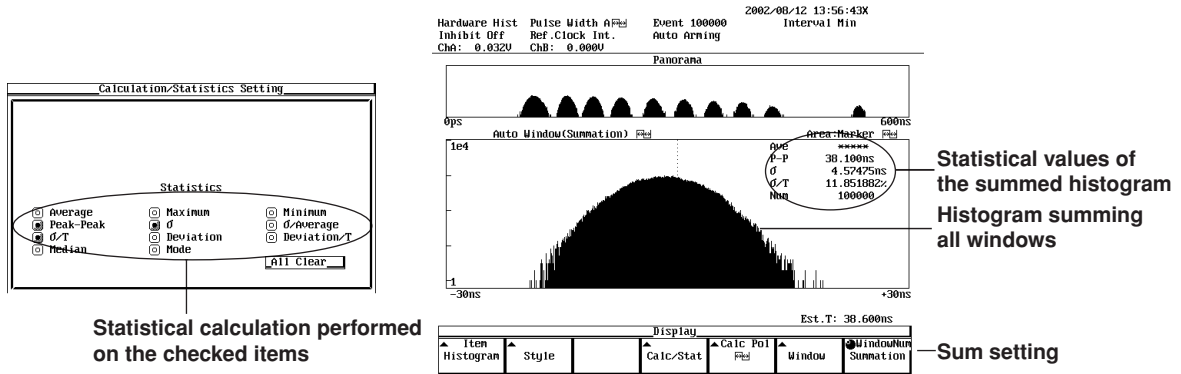 Calculation/Statistics Setting
Statistics
Average
Maximum
Minimum
Peak-Peak
σ
σ/Average
σ/T
Deviation
Deviation/T
Median
Mode
All Clear
Statistical calculation performed
on the checked items
2002/08/12 13:56:43X
Hardware Hist Pulse Width A Event 100000 Interval Min
Inhibit Off Ref.Clock Int. Auto Arming
ChA: 0.032V ChB: 0.000V
Panorama
0ps 600ns
Auto Window(Summation) Area:Marker
1e4
Ave *****
P-P 38.100ns
σ 4.57475ns
σ/T 11.851882%
Num 100000
1
-30ns +30ns
Est.T: 38.600ns
Statistical values of
the summed histogram
Histogram summing
all windows
Display
Item
Histogram
Style
Calc/Stat
Calc Pol
Window
WindowNum
Summation
Sum setting